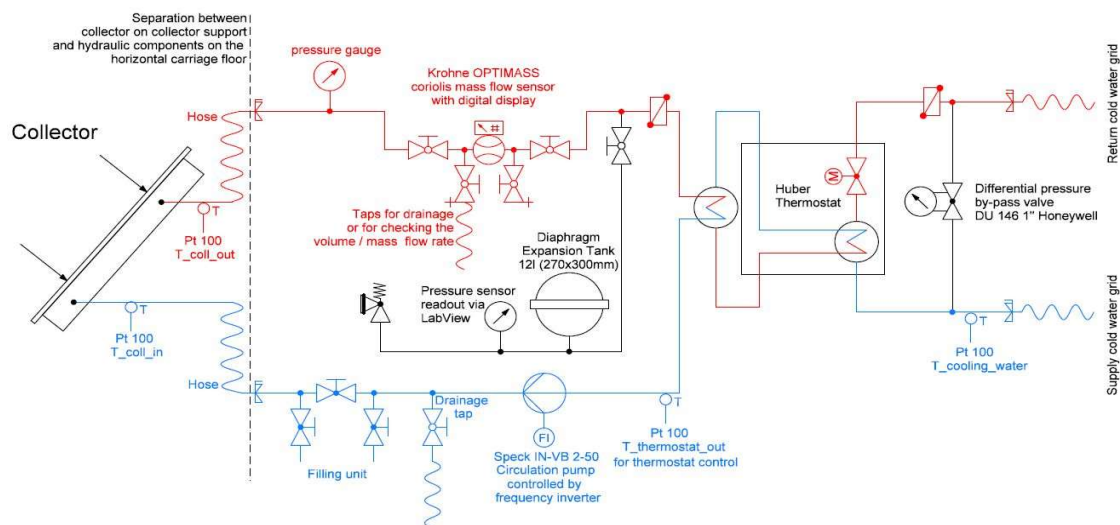 Separation between
collector on collector support
and hydraulic components on the
horizontal carriage floor
pressure gauge
Krohne OPTIMASS
coriolis mass flow sensor
with digital display
#
Hose
Collector
T
Pt 100
T_coll_out
Taps for drainage
or for checking the
volume / mass flow rate
Diaphragm
Expansion Tank
12l (270x300mm)
Pressure sensor
readout via
LabView
Huber
Thermostat
M
Differential pressure
by-pass valve
DU 146 1" Honeywell
Return cold water grid
Supply cold water grid
T
Pt 100
T_coll_in
Hose
T
Pt 100
T_cooling_water
Drainage
tap
Filling unit
FI
Speck IN-VB 2-50
Circulation pump
controlled by
frequency inverter
T
Pt 100
T_thermostat_out
for thermostat control